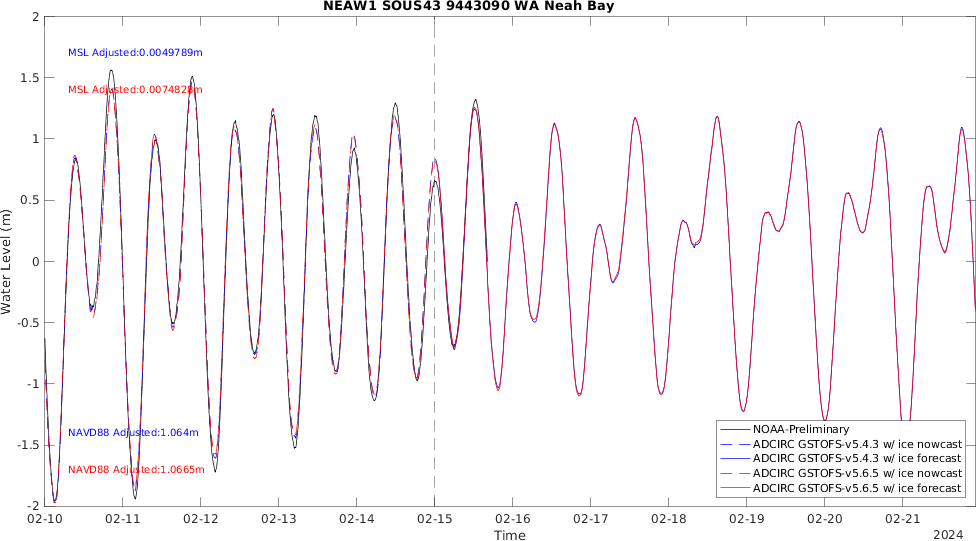 NEAW1 SOUS43 9443090 WA Neah Bay
2
MSL Adjusted:0.0049789m
1.5
MSL Adjusted:0.0074828m
1
0.5
0
Water Level (m)
-0.5
-1
NAVD88 Adjusted:1.064m
-1.5
NAVD88 Adjusted:1.0665m
-2
NOAA-Preliminary
ADCIRC GSTOFS-v5.4.3 w/ ice nowcast
ADCIRC GSTOFS-v5.4.3 w/ ice forecast
ADCIRC GSTOFS-v5.6.5 w/ ice nowcast
ADCIRC GSTOFS-v5.6.5 w/ ice forecast
02-10 02-11 02-12 02-13 02-14 02-15 02-16 02-17 02-18 02-19 02-20 02-21
Time
2024